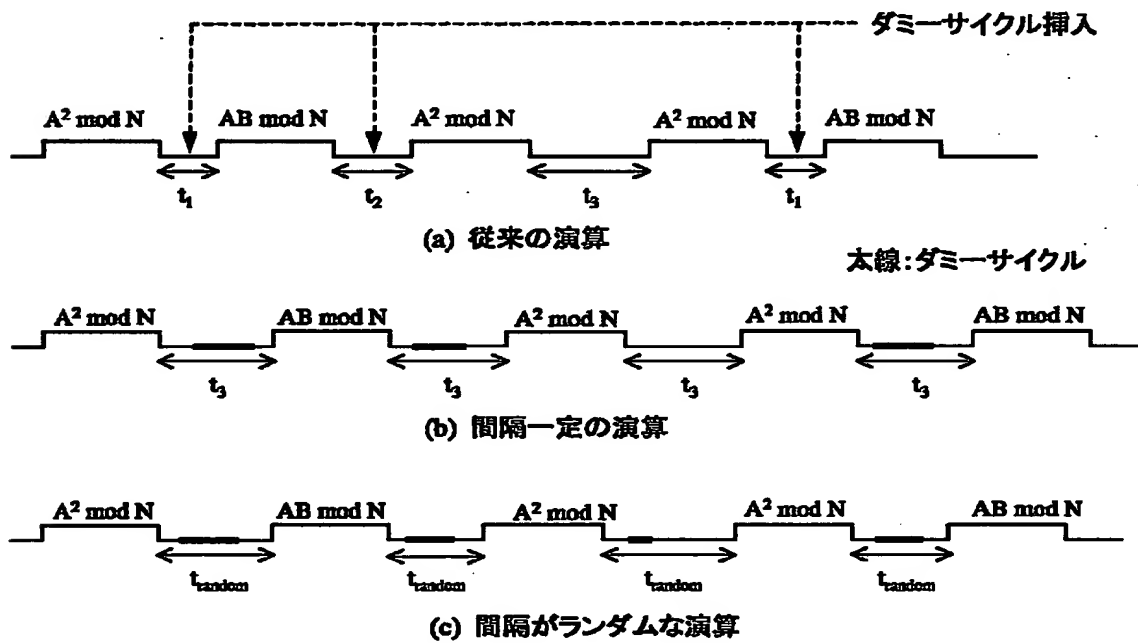 ダミーサイクル挿入
A² mod N AB mod N A² mod N A² mod N AB mod N
t₁ t₂ t₃ t₁
(a) 従来の演算
太線:ダミーサイクル
A² mod N AB mod N A² mod N A² mod N AB mod N
t₃ t₃ t₃ t₃
(b) 間隔一定の演算
A² mod N AB mod N A² mod N A² mod N AB mod N
trandom trandom trandom trandom
(c) 間隔がランダムな演算